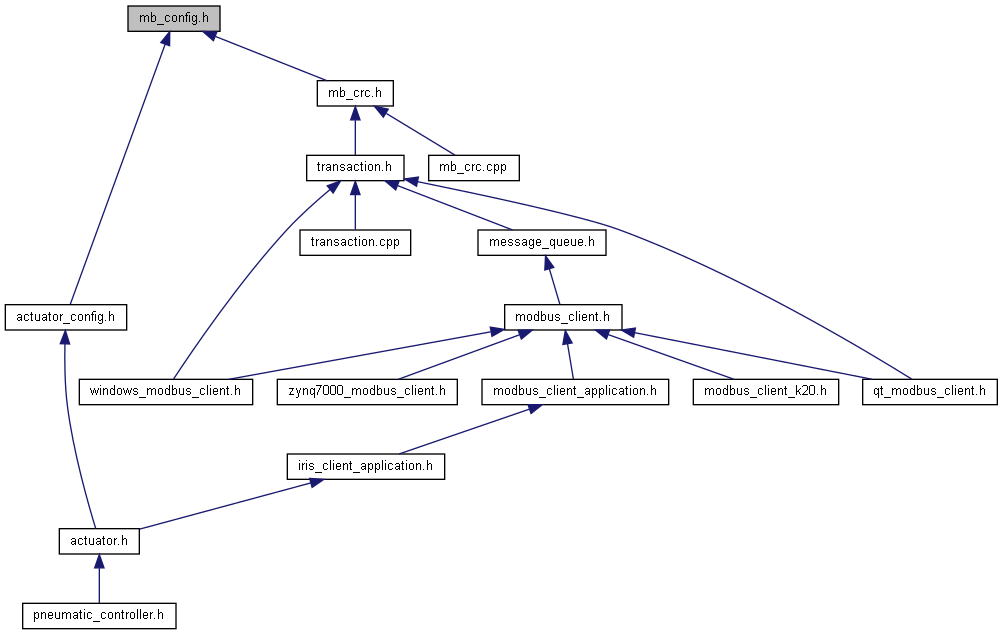 mb_config.h
mb_crc.h
transaction.h
mb_crc.cpp
transaction.cpp
message_queue.h
actuator_config.h
modbus_client.h
windows_modbus_client.h
zynq7000_modbus_client.h
modbus_client_application.h
modbus_client_k20.h
qt_modbus_client.h
iris_client_application.h
actuator.h
pneumatic_controller.h